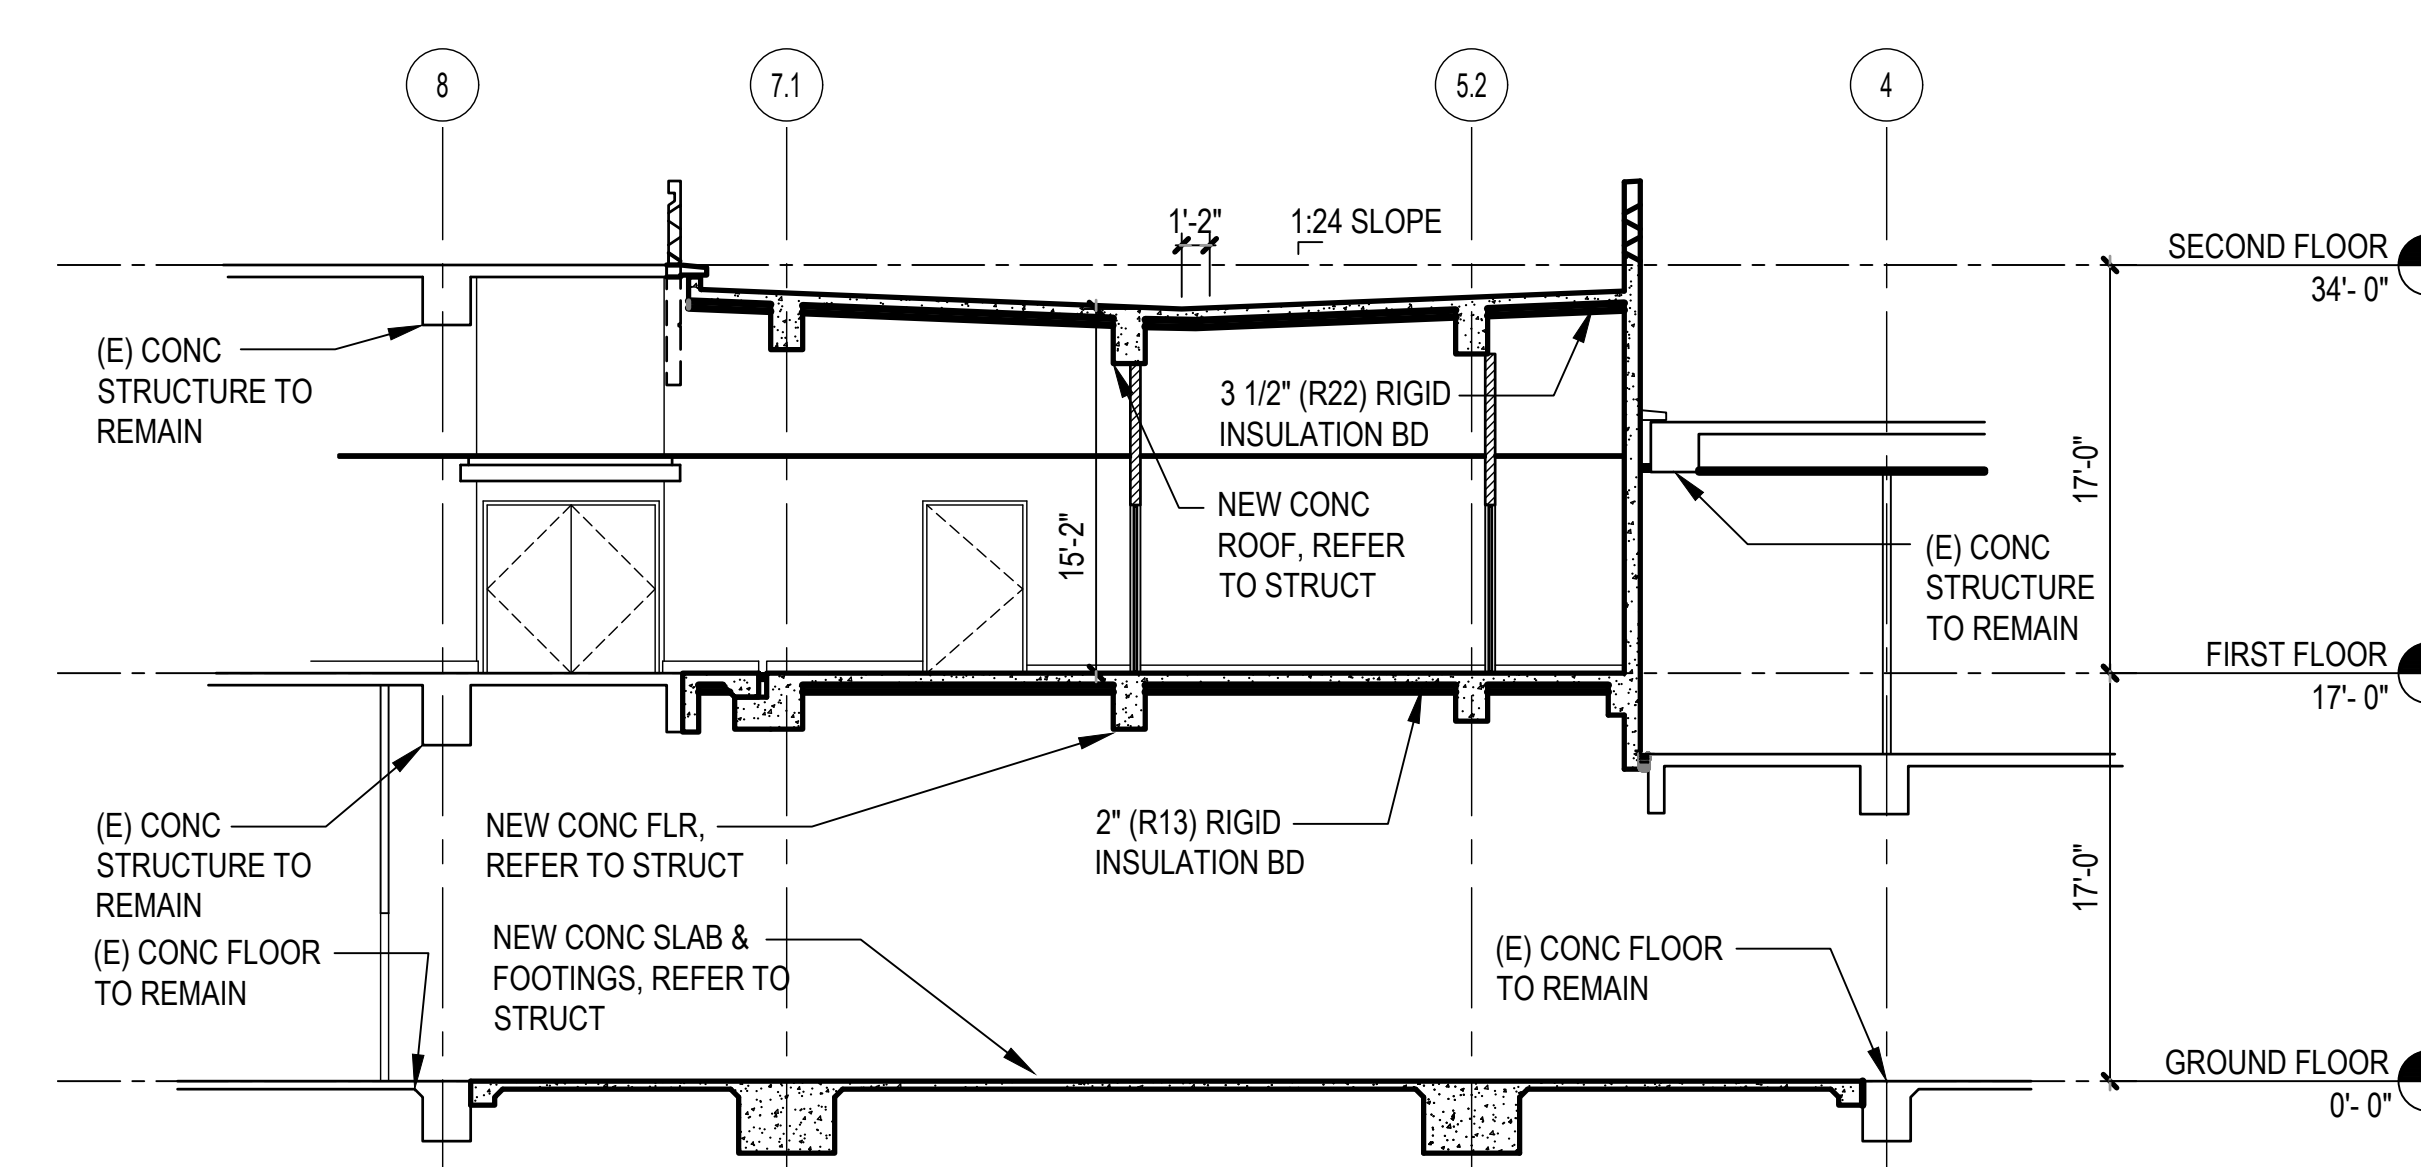 8
7.1
5.2
4
1'-2"
1:24 SLOPE
SECOND FLOOR
34'- 0"
(E) CONC
STRUCTURE TO
REMAIN
3 1/2" (R22) RIGID
INSULATION BD
17'-0"
NEW CONC
ROOF, REFER
TO STRUCT
15'-2"
(E) CONC
STRUCTURE
TO REMAIN
FIRST FLOOR
17'- 0"
(E) CONC
STRUCTURE TO
REMAIN
NEW CONC FLR,
REFER TO STRUCT
2" (R13) RIGID
INSULATION BD
17'-0"
(E) CONC FLOOR
TO REMAIN
NEW CONC SLAB &
FOOTINGS, REFER TO
STRUCT
(E) CONC FLOOR
TO REMAIN
GROUND FLOOR
0'- 0"